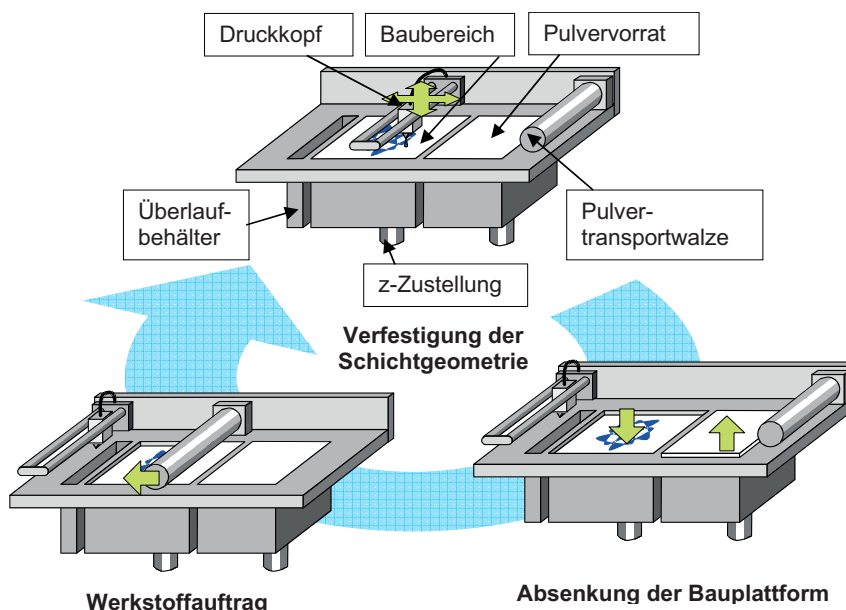 Druckkopf
Baubereich
Pulvervorrat
Überlauf-
behälter
z-Zustellung
Pulver-
transportwalze
Verfestigung der
Schichtgeometrie
Werkstoffauftrag
Absenkung der Bauplattform